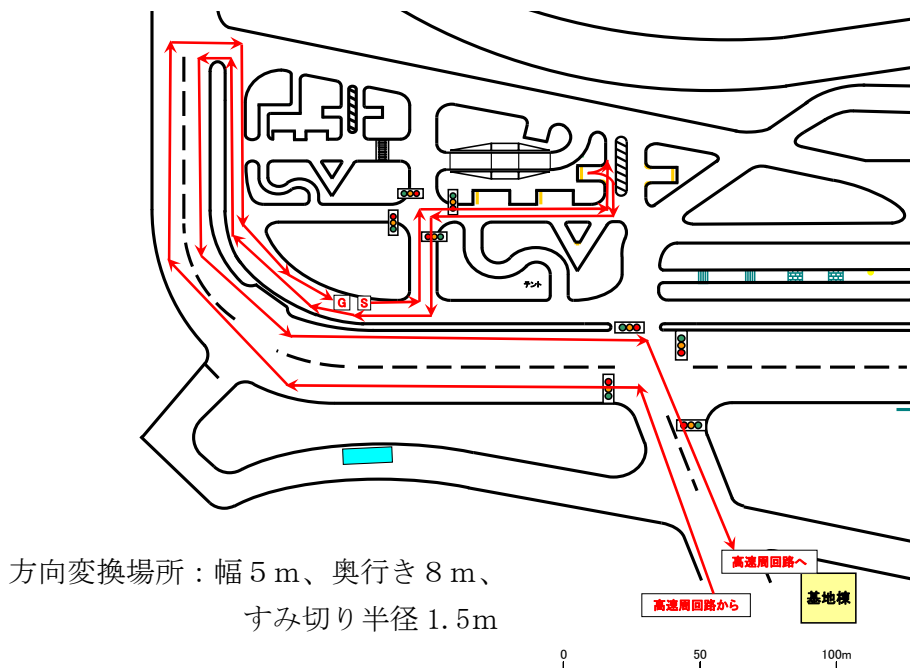 テント
G S
高速周回路へ
方向変換場所：幅５ｍ、奥行き８ｍ、
基地棟
高速周回路から
すみ切り半径 1.5m
0 50 100m